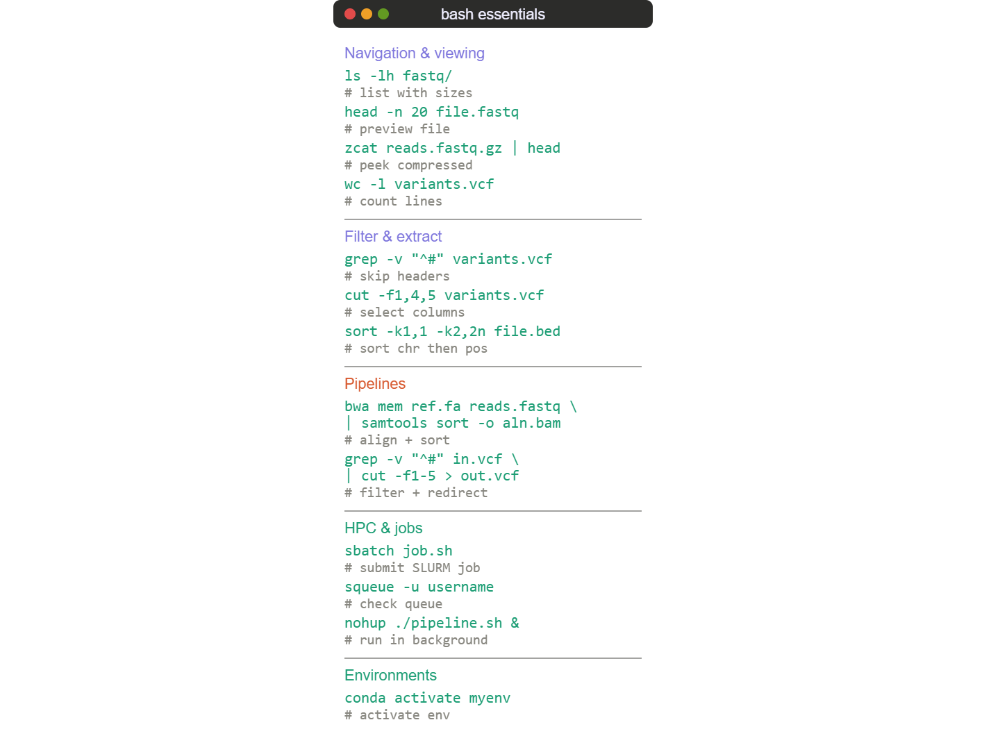 bash essentials
Navigation & viewing
ls -lh fastq/
# list with sizes
head -n 20 file.fastq
# preview file
zcat reads.fastq.gz | head
# peek compressed
wc -l variants.vcf
# count lines
Filter & extract
grep -v "^#" variants.vcf
# skip headers
cut -f1,4,5 variants.vcf
# select columns
sort -k1,1 -k2,2n file.bed
# sort chr then pos
Pipelines
bwa mem ref.fa reads.fastq \
| samtools sort -o aln.bam
# align + sort
grep -v "^#" in.vcf \
| cut -f1-5 > out.vcf
# filter + redirect
HPC & jobs
sbatch job.sh
# submit SLURM job
squeue -u username
# check queue
nohup ./pipeline.sh &
# run in background
Environments
conda activate myenv
# activate env